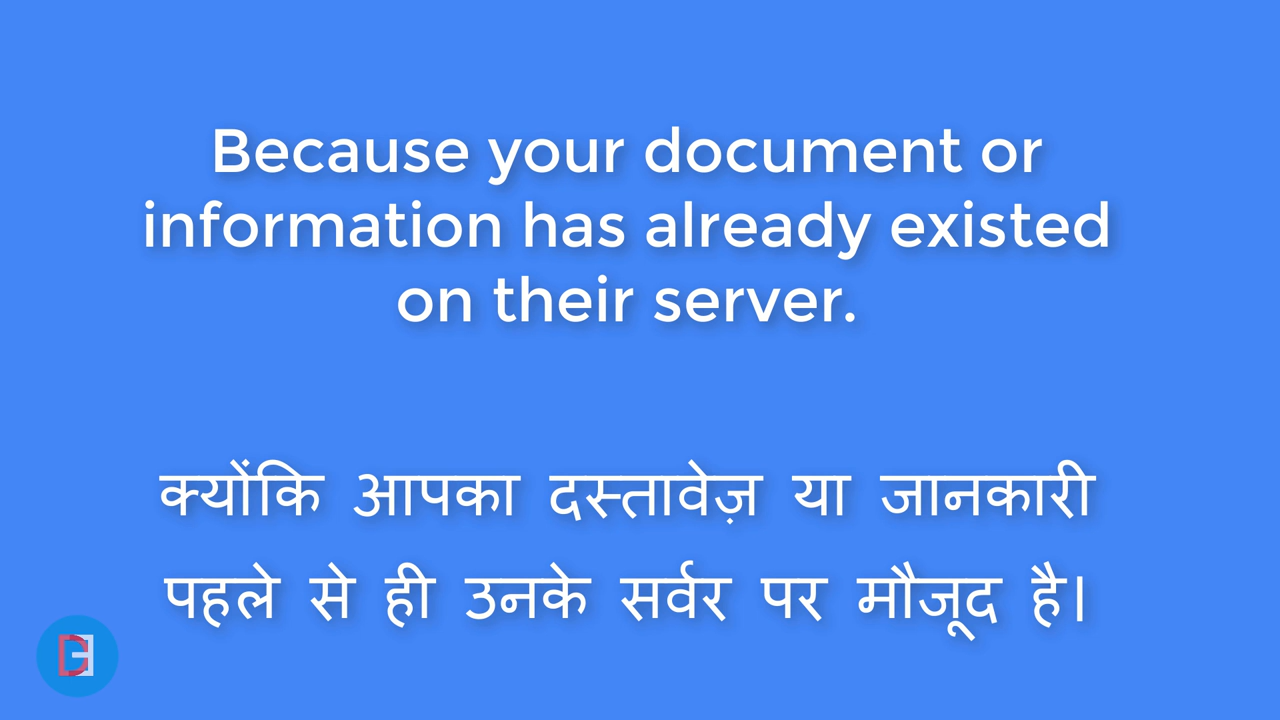 Because your document or
information has already existed
on their server.
क्योंकि आपका दस्तावेज़ या जानकारी
पहले से ही उनके सर्वर पर मौजूद है।